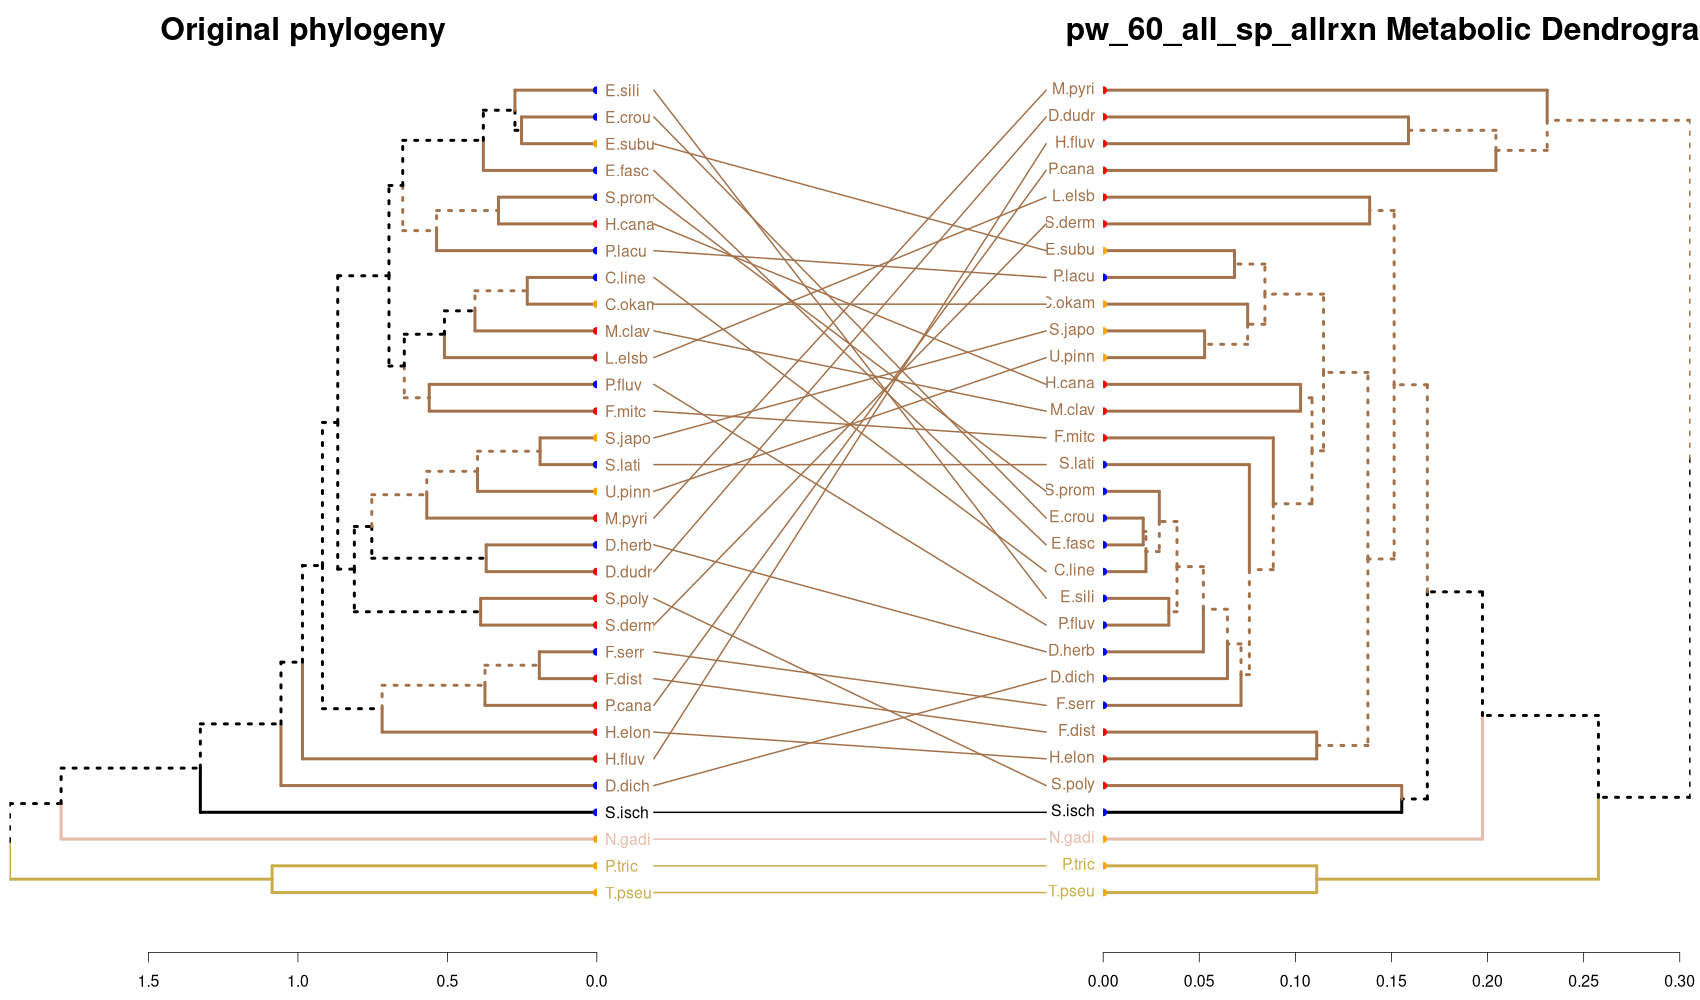 Original phylogeny
pw_60_all_sp_allrxn Metabolic Dendrogra
E.sili
E.crou
E.subu
E.fasc
S.prom
H.cana
P.lacu
C.line
C.okam
M.clav
L.elsb
P.fluv
F.mitc
S.japo
S.lati
U.pinn
M.pyri
D.herb
D.dudr
S.poly
S.derm
F.serr
F.dist
P.cana
H.elon
H.fluv
D.dich
S.isch
N.gadi
P.tric
T.pseu
M.pyri
D.dudr
H.fluv
P.cana
L.elsb
S.derm
E.subu
P.lacu
C.okam
S.japo
U.pinn
H.cana
M.clav
F.mitc
S.lati
S.prom
E.crou
E.fasc
C.line
E.sili
P.fluv
D.herb
D.dich
F.serr
F.dist
H.elon
S.poly
S.isch
N.gadi
P.tric
T.pseu
1.5 1.0 0.5 0.0
0.00 0.05 0.10 0.15 0.20 0.25 0.30